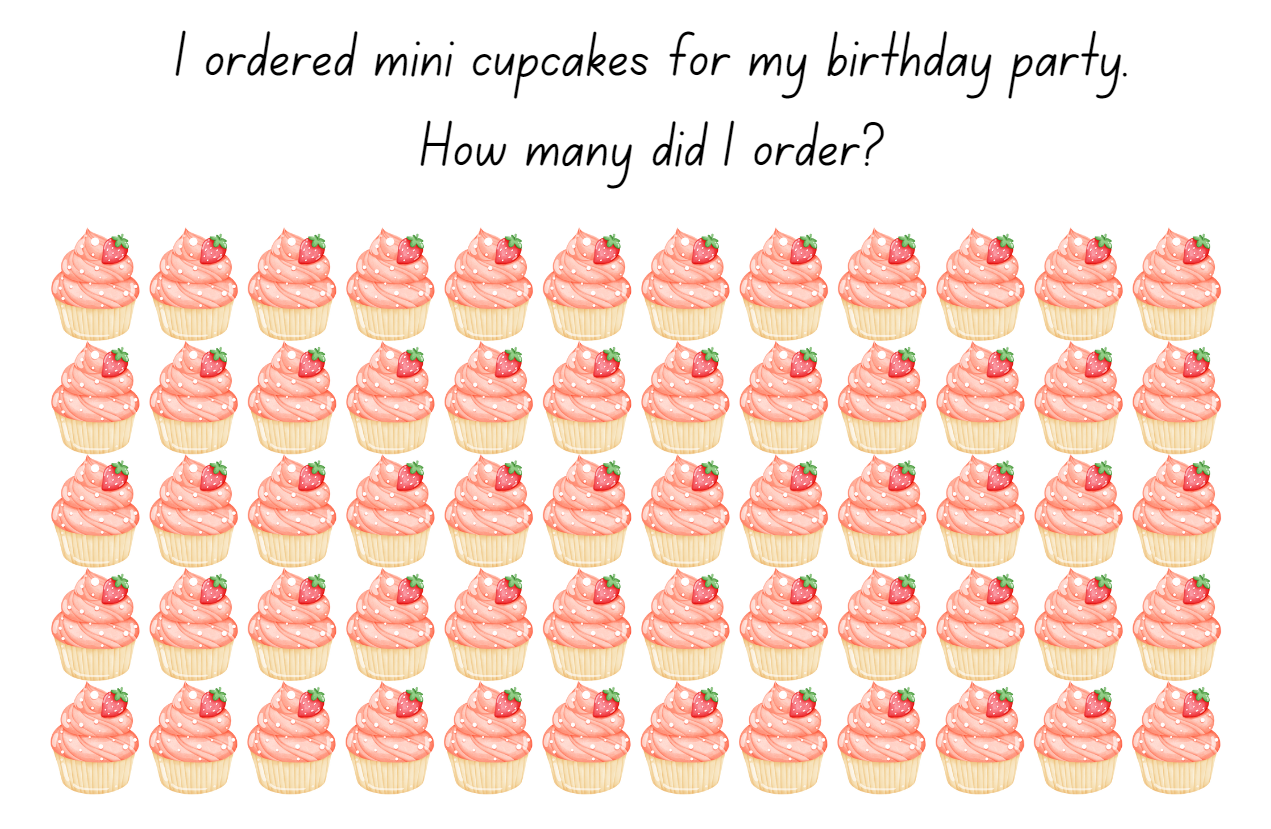 I ordered mini cupcakes for my birthday party.
How many did I order?